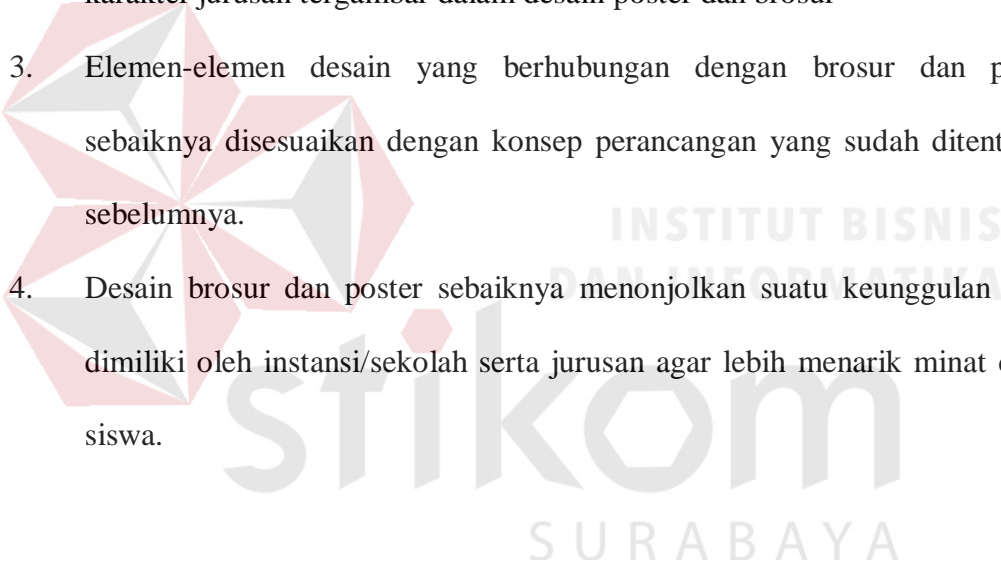 karakter jurusan tergambar dalam desain poster dan brosur
3. Elemen-elemen desain yang berhubungan dengan brosur dan p
sebaiknya disesuaikan dengan konsep perancangan yang sudah ditent
sebelumnya.
INSTITUT BISNIS
4. Desain brosur dan poster sebaiknya menonjolkan suatu keunggulan
DAN INFORMATIKA
dimiliki oleh instansi/sekolah serta jurusan agar lebih menarik minat
siswa.
stikom
SURABAYA